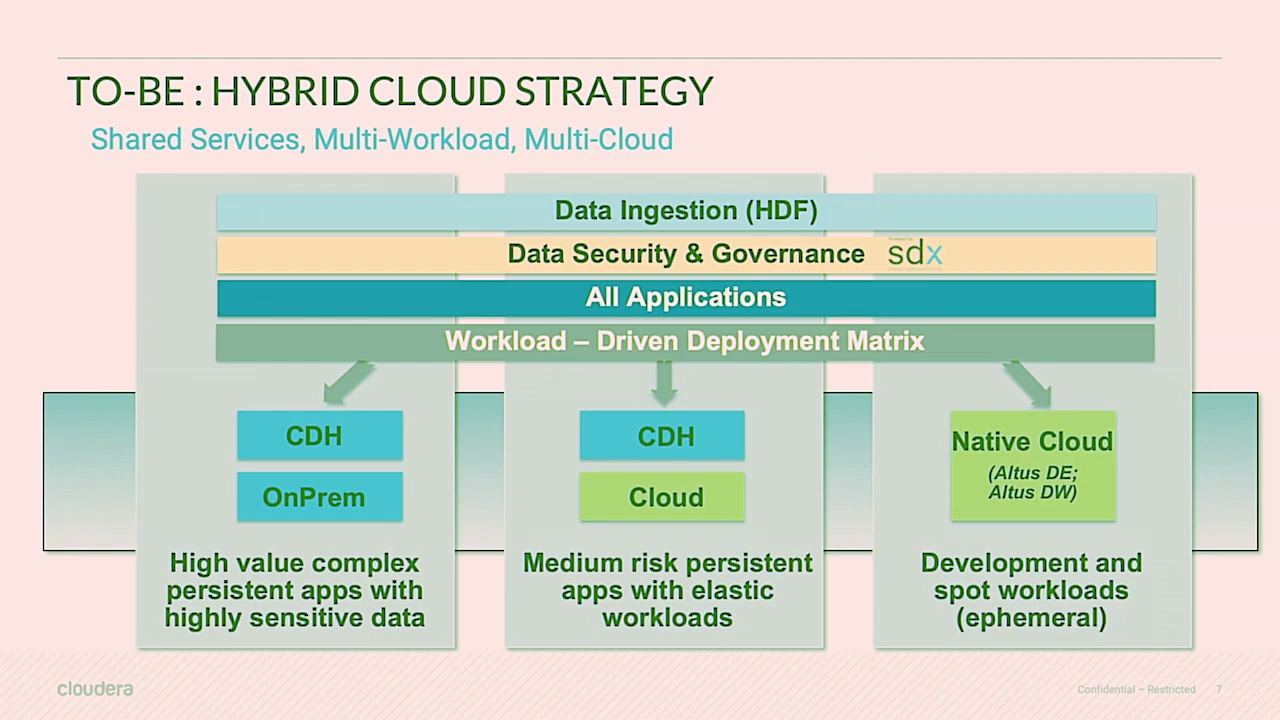 TO-BE : HYBRID CLOUD STRATEGY
Shared Services, Multi-Workload, Multi-Cloud
Data Ingestion (HDF)
Data Security & Governance sdx
All Applications
Workload – Driven Deployment Matrix
CDH
OnPrem
High value complex
persistent apps with
highly sensitive data
CDH
Cloud
Medium risk persistent
apps with elastic
workloads
Native Cloud
(Altus DE;
Altus DW)
Development and
spot workloads
(ephemeral)
cloudera
Confidential – Restricted 7